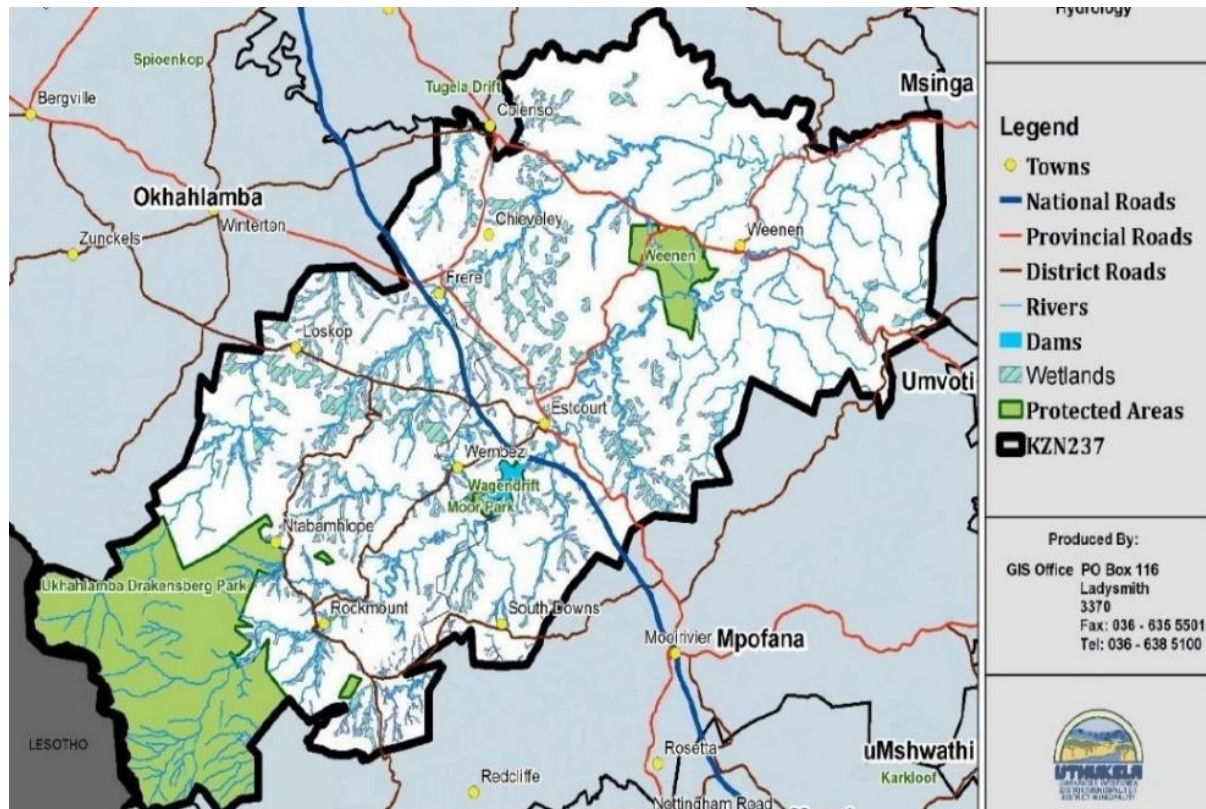 Hydrology
Spioenkop
Bergville
Tugela Drift
Colenso
Msinga
Okhahlamba
Winterton
Zunckels
Chieveley
Weenen
Weenen
Frere
Loskop
Umvoti
Estcourt
Wembezi
Wagendrift
Moor Park
Ntabamhlope
Ukhahlamba Drakensberg Park
Rockmount
South Downs
Mooirivier
Mpofana
LESOTHO
Rosetta
uMshwathi
Karkloof
Redcliffe
Nottingham Road
Legend
Towns
National Roads
Provincial Roads
District Roads
Rivers
Dams
Wetlands
Protected Areas
KZN237
Produced By:
GIS Office PO Box 116
Ladysmith
3370
Fax: 036 - 635 5501
Tel: 036 - 638 5100
UTHUKELA
DISTRICT MUNICIPALITY